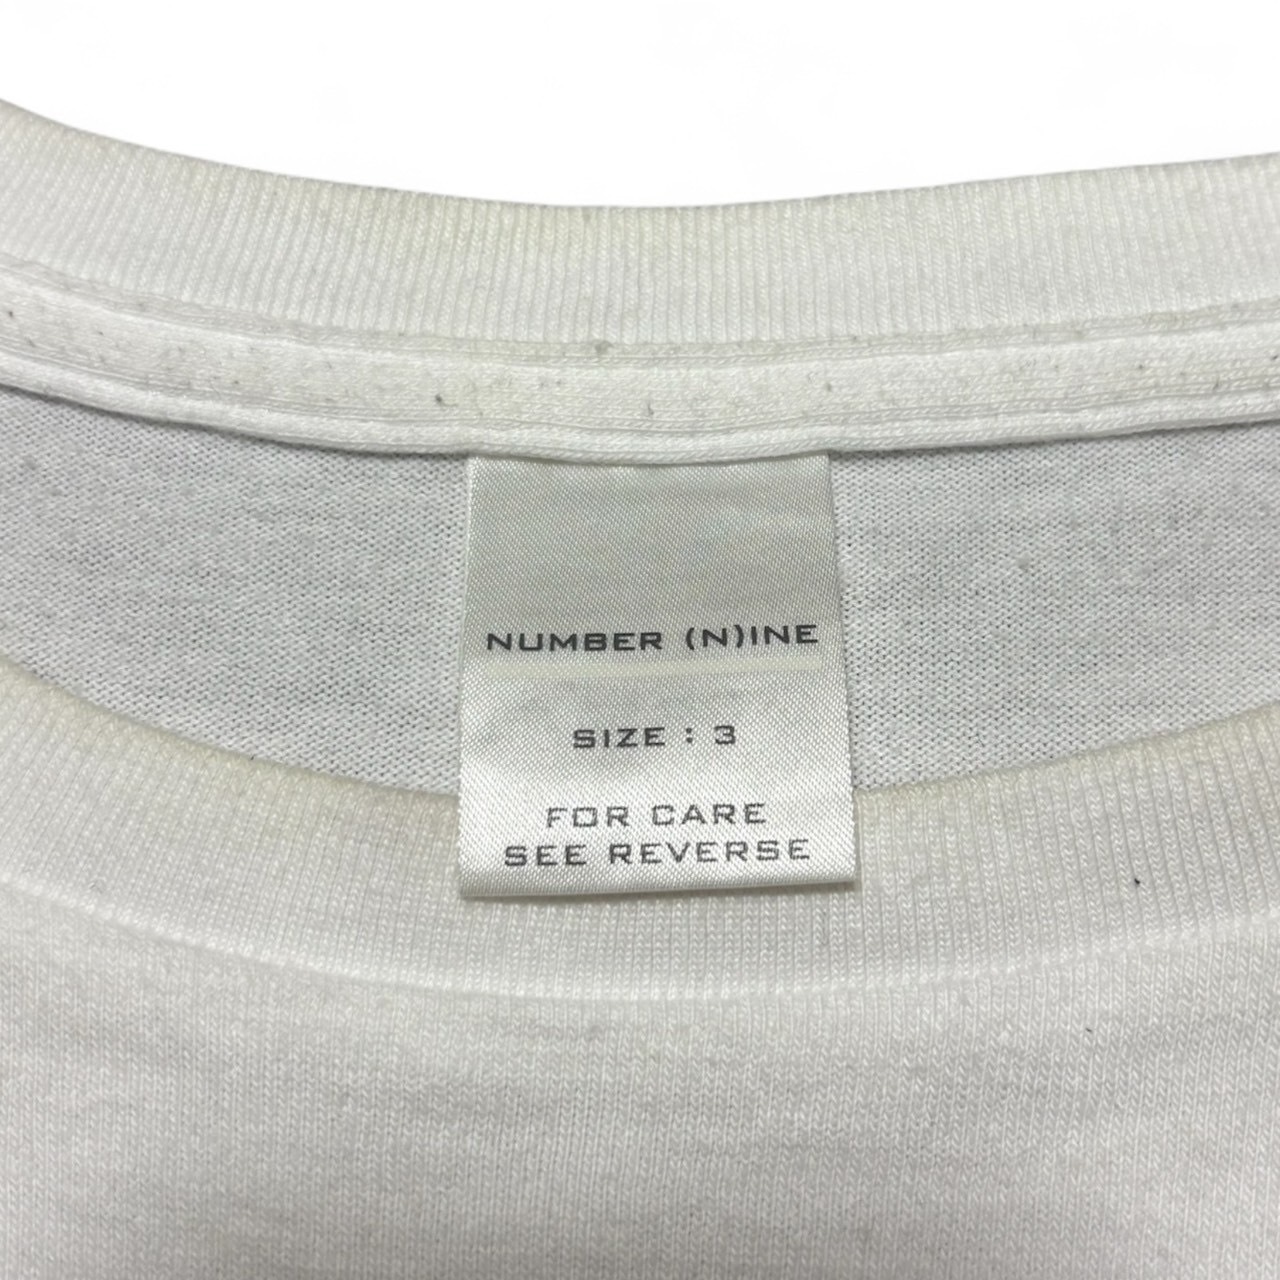 NUMBER (N)INE
SIZE : 3
FOR CARE
SEE REVERSE